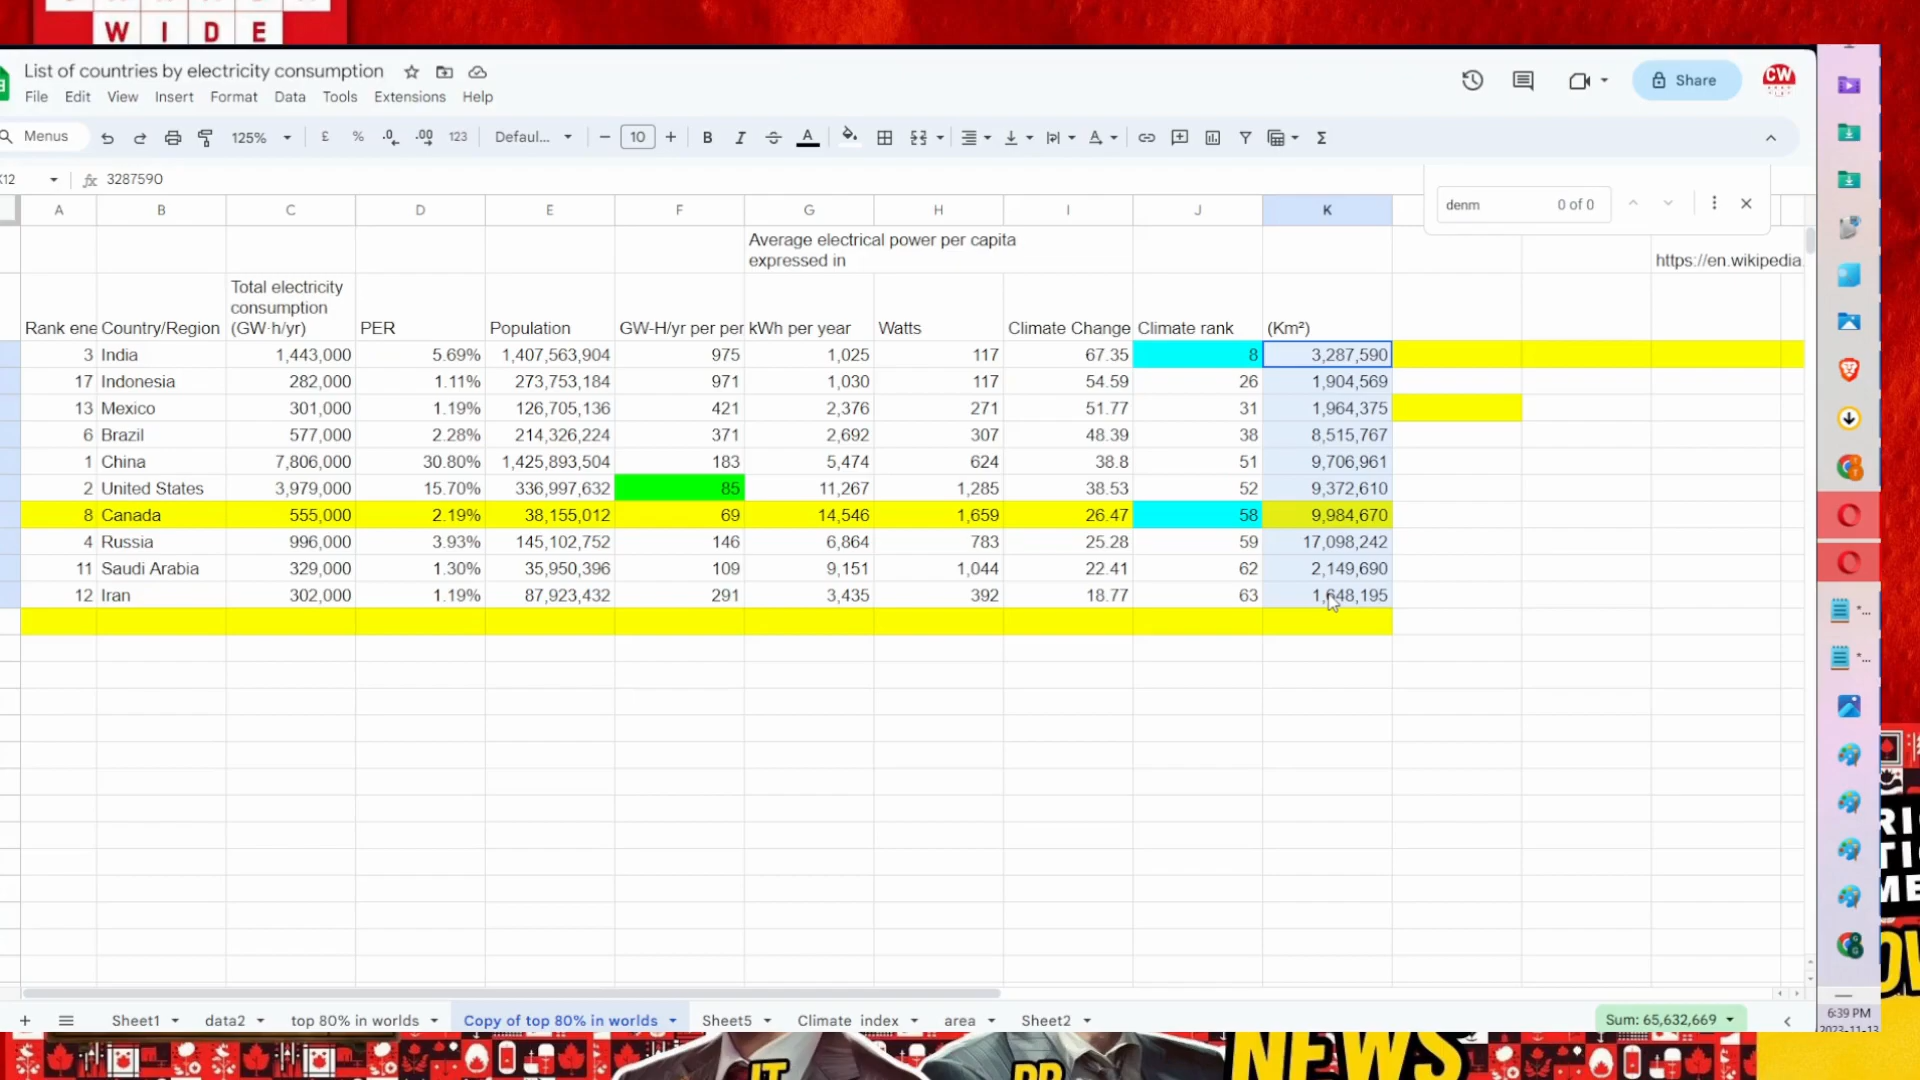 WIDE
List of countries by electricity consumption
File Edit View Insert Format Data Tools Extensions Help
Share
CW
Menus 125% £ % .0 .00 123 Defaul... 10 B I A Σ
K12 fx 3287590
denm 0 of 0
A B C D E F G H I J K
Average electrical power per capita
expressed in
https://en.wikipedia.
Total electricity
consumption
Rank ene Country/Region (GW·h/yr) PER Population GW-H/yr per per kWh per year Watts Climate Change Climate rank (Km²)
3 India 1,443,000 5.69% 1,407,563,904 975 1,025 117 67.35 8 3,287,590
17 Indonesia 282,000 1.11% 273,753,184 971 1,030 117 54.59 26 1,904,569
13 Mexico 301,000 1.19% 126,705,136 421 2,376 271 51.77 31 1,964,375
6 Brazil 577,000 2.28% 214,326,224 371 2,692 307 48.39 38 8,515,767
1 China 7,806,000 30.80% 1,425,893,504 183 5,474 624 38.8 51 9,706,961
2 United States 3,979,000 15.70% 336,997,632 85 11,267 1,285 38.53 52 9,372,610
8 Canada 555,000 2.19% 38,155,012 69 14,546 1,659 26.47 58 9,984,670
4 Russia 996,000 3.93% 145,102,752 146 6,864 783 25.28 59 17,098,242
11 Saudi Arabia 329,000 1.30% 35,950,396 109 9,151 1,044 22.41 62 2,149,690
12 Iran 302,000 1.19% 87,923,432 291 3,435 392 18.77 63 1,648,195
Sheet1 data2 top 80% in worlds Copy of top 80% in worlds Sheet5 Climate index area Sheet2 Sum: 65,632,669
6:39 PM
2023-11-13
IT
NEWS